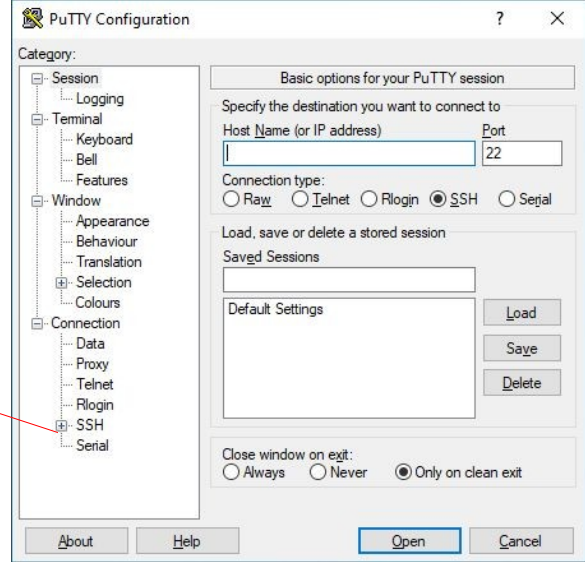 PuTTY Configuration ? ×
Category:
Session
Logging
Terminal
Keyboard
Bell
Features
Window
Appearance
Behaviour
Translation
Selection
Colours
Connection
Data
Proxy
Telnet
Rlogin
SSH
Serial
Basic options for your PuTTY session
Specify the destination you want to connect to
Host Name (or IP address) Port
22
Connection type:
Raw Telnet Rlogin SSH Serial
Load, save or delete a stored session
Saved Sessions
Default Settings
Load
Save
Delete
Close window on exit:
Always Never Only on clean exit
About Help Open Cancel